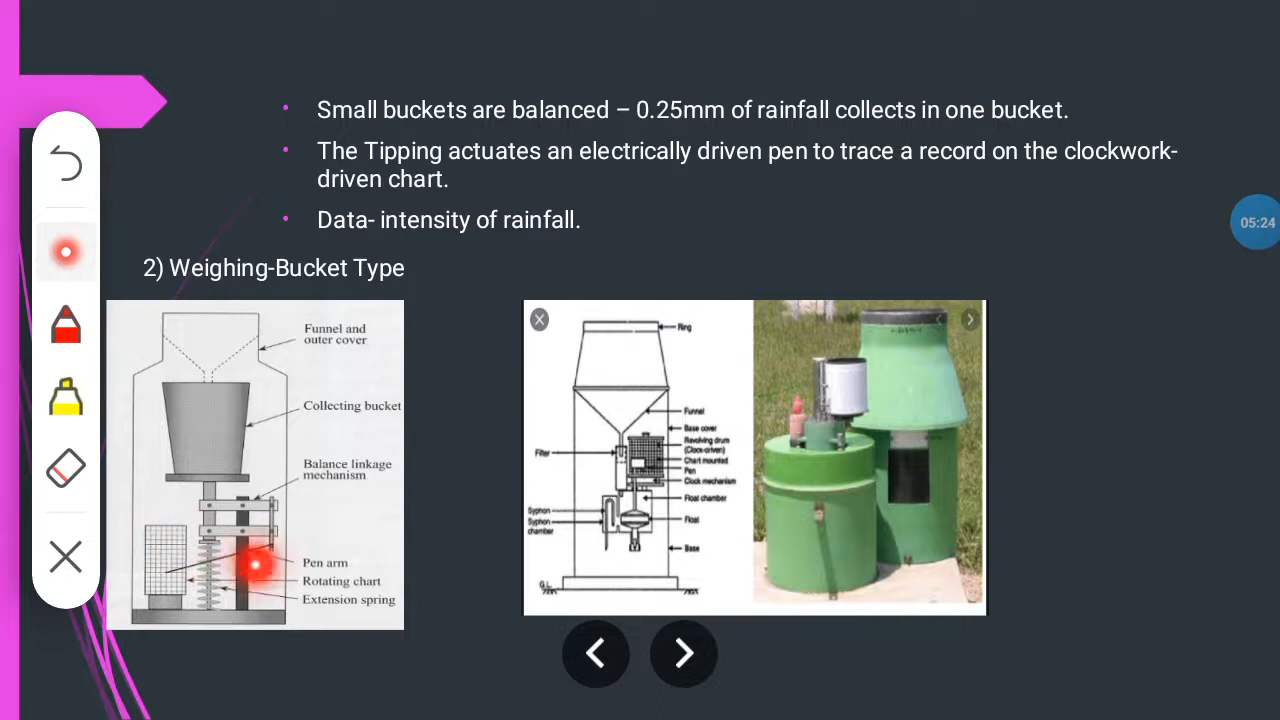 • Small buckets are balanced – 0.25mm of rainfall collects in one bucket.
• The Tipping actuates an electrically driven pen to trace a record on the clockwork-
driven chart.
• Data- intensity of rainfall.
05:24
2) Weighing-Bucket Type
Funnel and
outer cover
Collecting bucket
Balance linkage
mechanism
Pen arm
Rotating chart
Extension spring
Ring
Funnel
Base cover
Revolving drum
(Clock-driven)
Chart mounted
Pen
Clock mechanism
Float chamber
Float
Base
Filter
Syphon
Syphon
chamber
G.L.